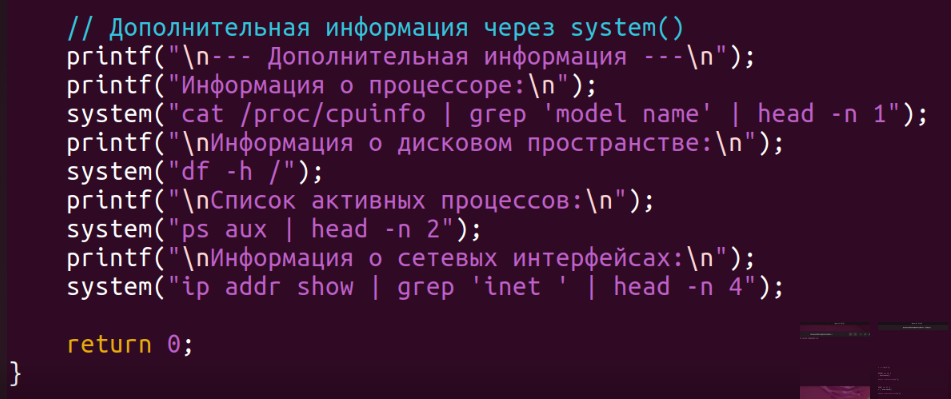 // Дополнительная информация через system()
printf("\n--- Дополнительная информация ---\n");
printf("Информация о процессоре:\n");
system("cat /proc/cpuinfo | grep 'model name' | head -n 1");
printf("\nИнформация о дисковом пространстве:\n");
system("df -h /");
printf("\nСписок активных процессов:\n");
system("ps aux | head -n 2");
printf("\nИнформация о сетевых интерфейсах:\n");
system("ip addr show | grep 'inet ' | head -n 4");
return 0;
}